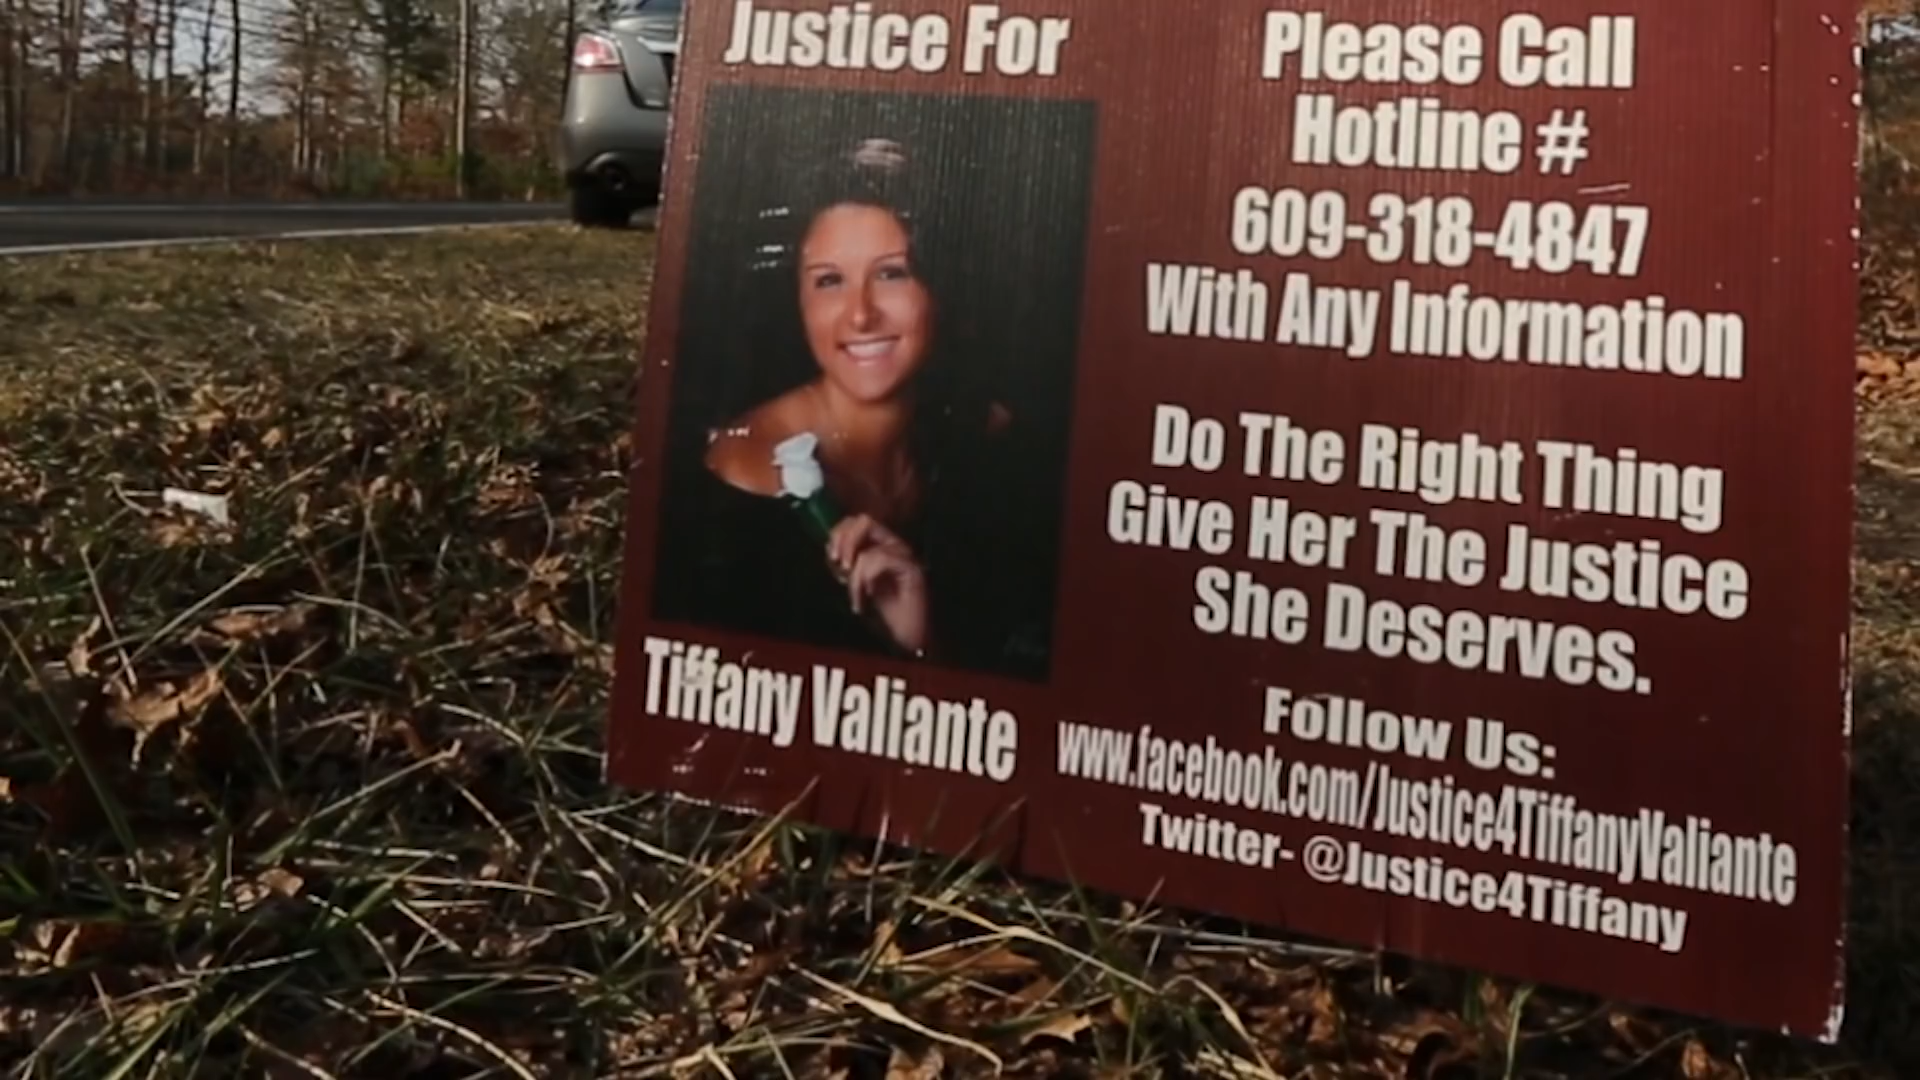 Justice For
Tiffany Valiante
Please Call
Hotline #
609-318-4847
With Any Information
Do The Right Thing
Give Her The Justice
She Deserves.
Follow Us:
www.facebook.com/Justice4TiffanyValiante
Twitter- @Justice4Tiffany